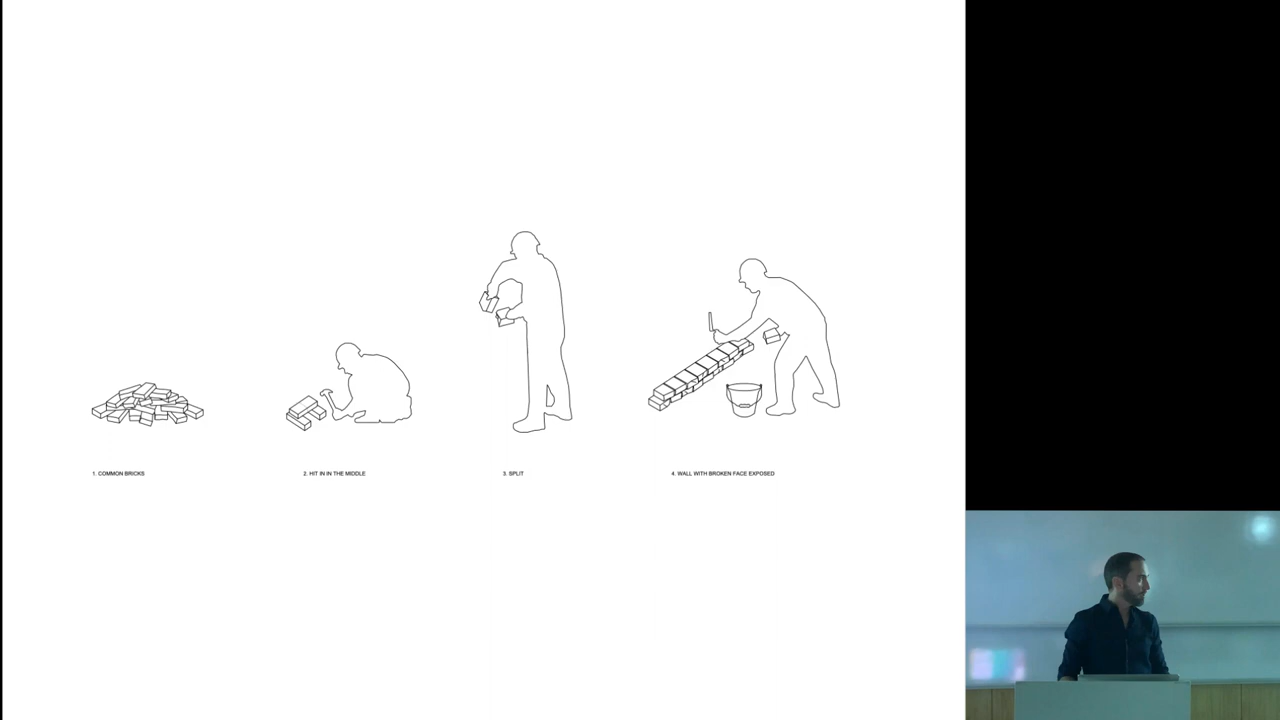 1. COMMON BRICKS
2. HIT IN IN THE MIDDLE
3. SPLIT
4. WALL WITH BROKEN FACE EXPOSED